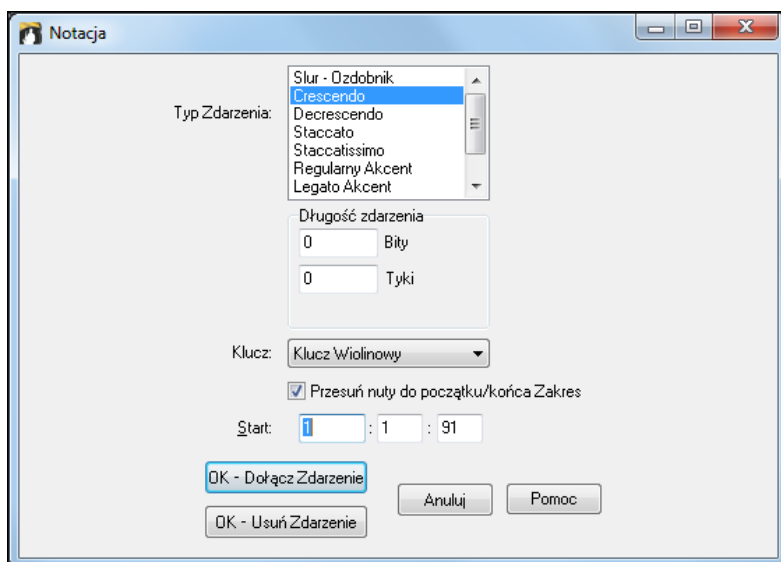 Notacja
Typ Zdarzenia:
Slur - Ozdobnik
Crescendo
Decrescendo
Staccato
Staccatissimo
Regularny Akcent
Legato Akcent
Długość zdarzenia
0 Bity
0 Tyki
Klucz: Klucz Wiolinowy
Przesuń nuty do początku/końca Zakres
Start: 1 : 1 : 91
OK - Dołącz Zdarzenie
Anuluj Pomoc
OK - Usuń Zdarzenie